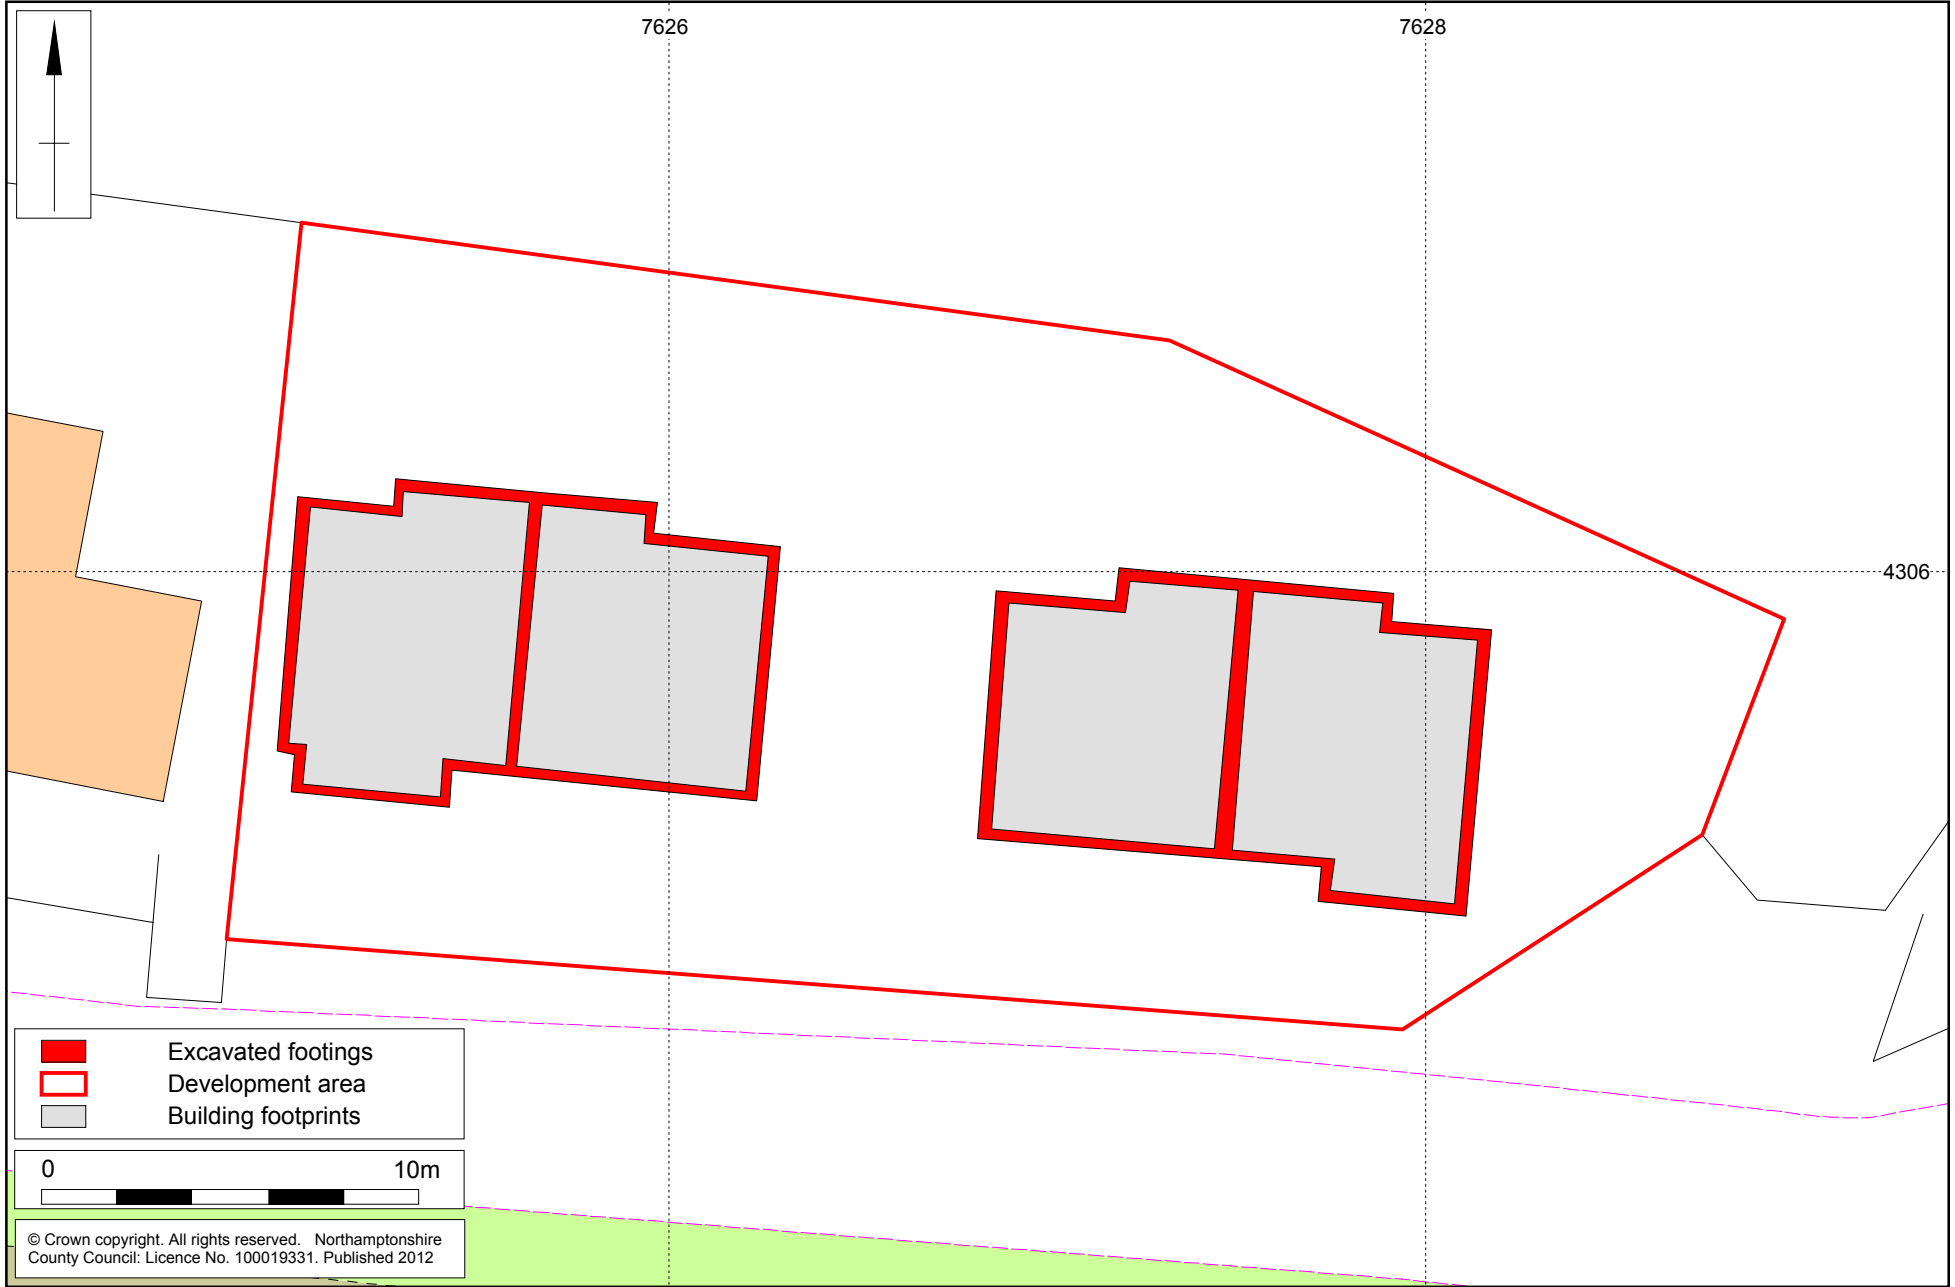 7626
7628
4306
Excavated footings
Development area
Building footprints
0 10m
© Crown copyright. All rights reserved. Northamptonshire
County Council: Licence No. 100019331. Published 2012